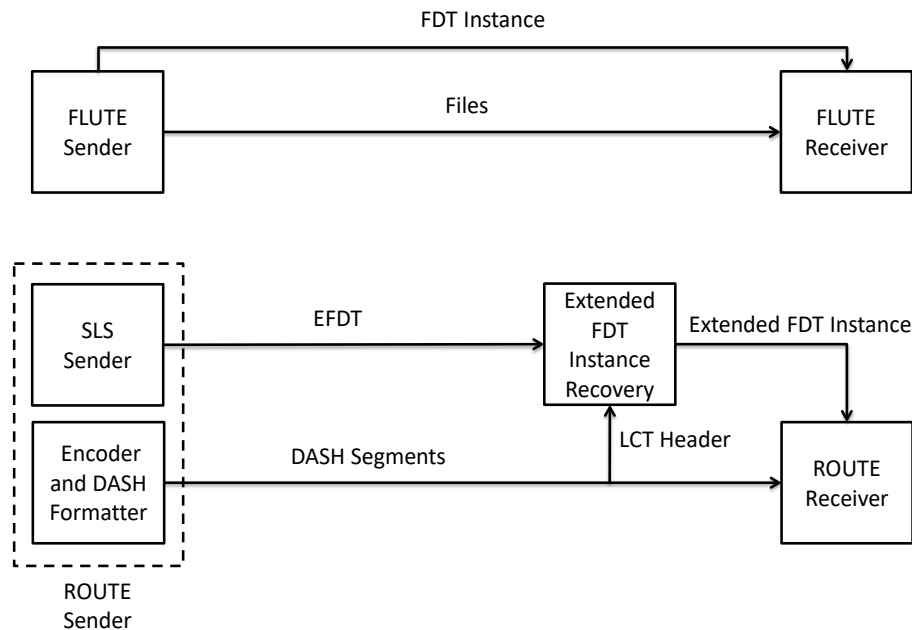 FDT Instance
FLUTE
Sender
Files
FLUTE
Receiver
SLS
Sender
EFDT
Extended
FDT
Instance
Recovery
Extended FDT Instance
Encoder
and DASH
Formatter
DASH Segments
LCT Header
ROUTE
Receiver
ROUTE
Sender